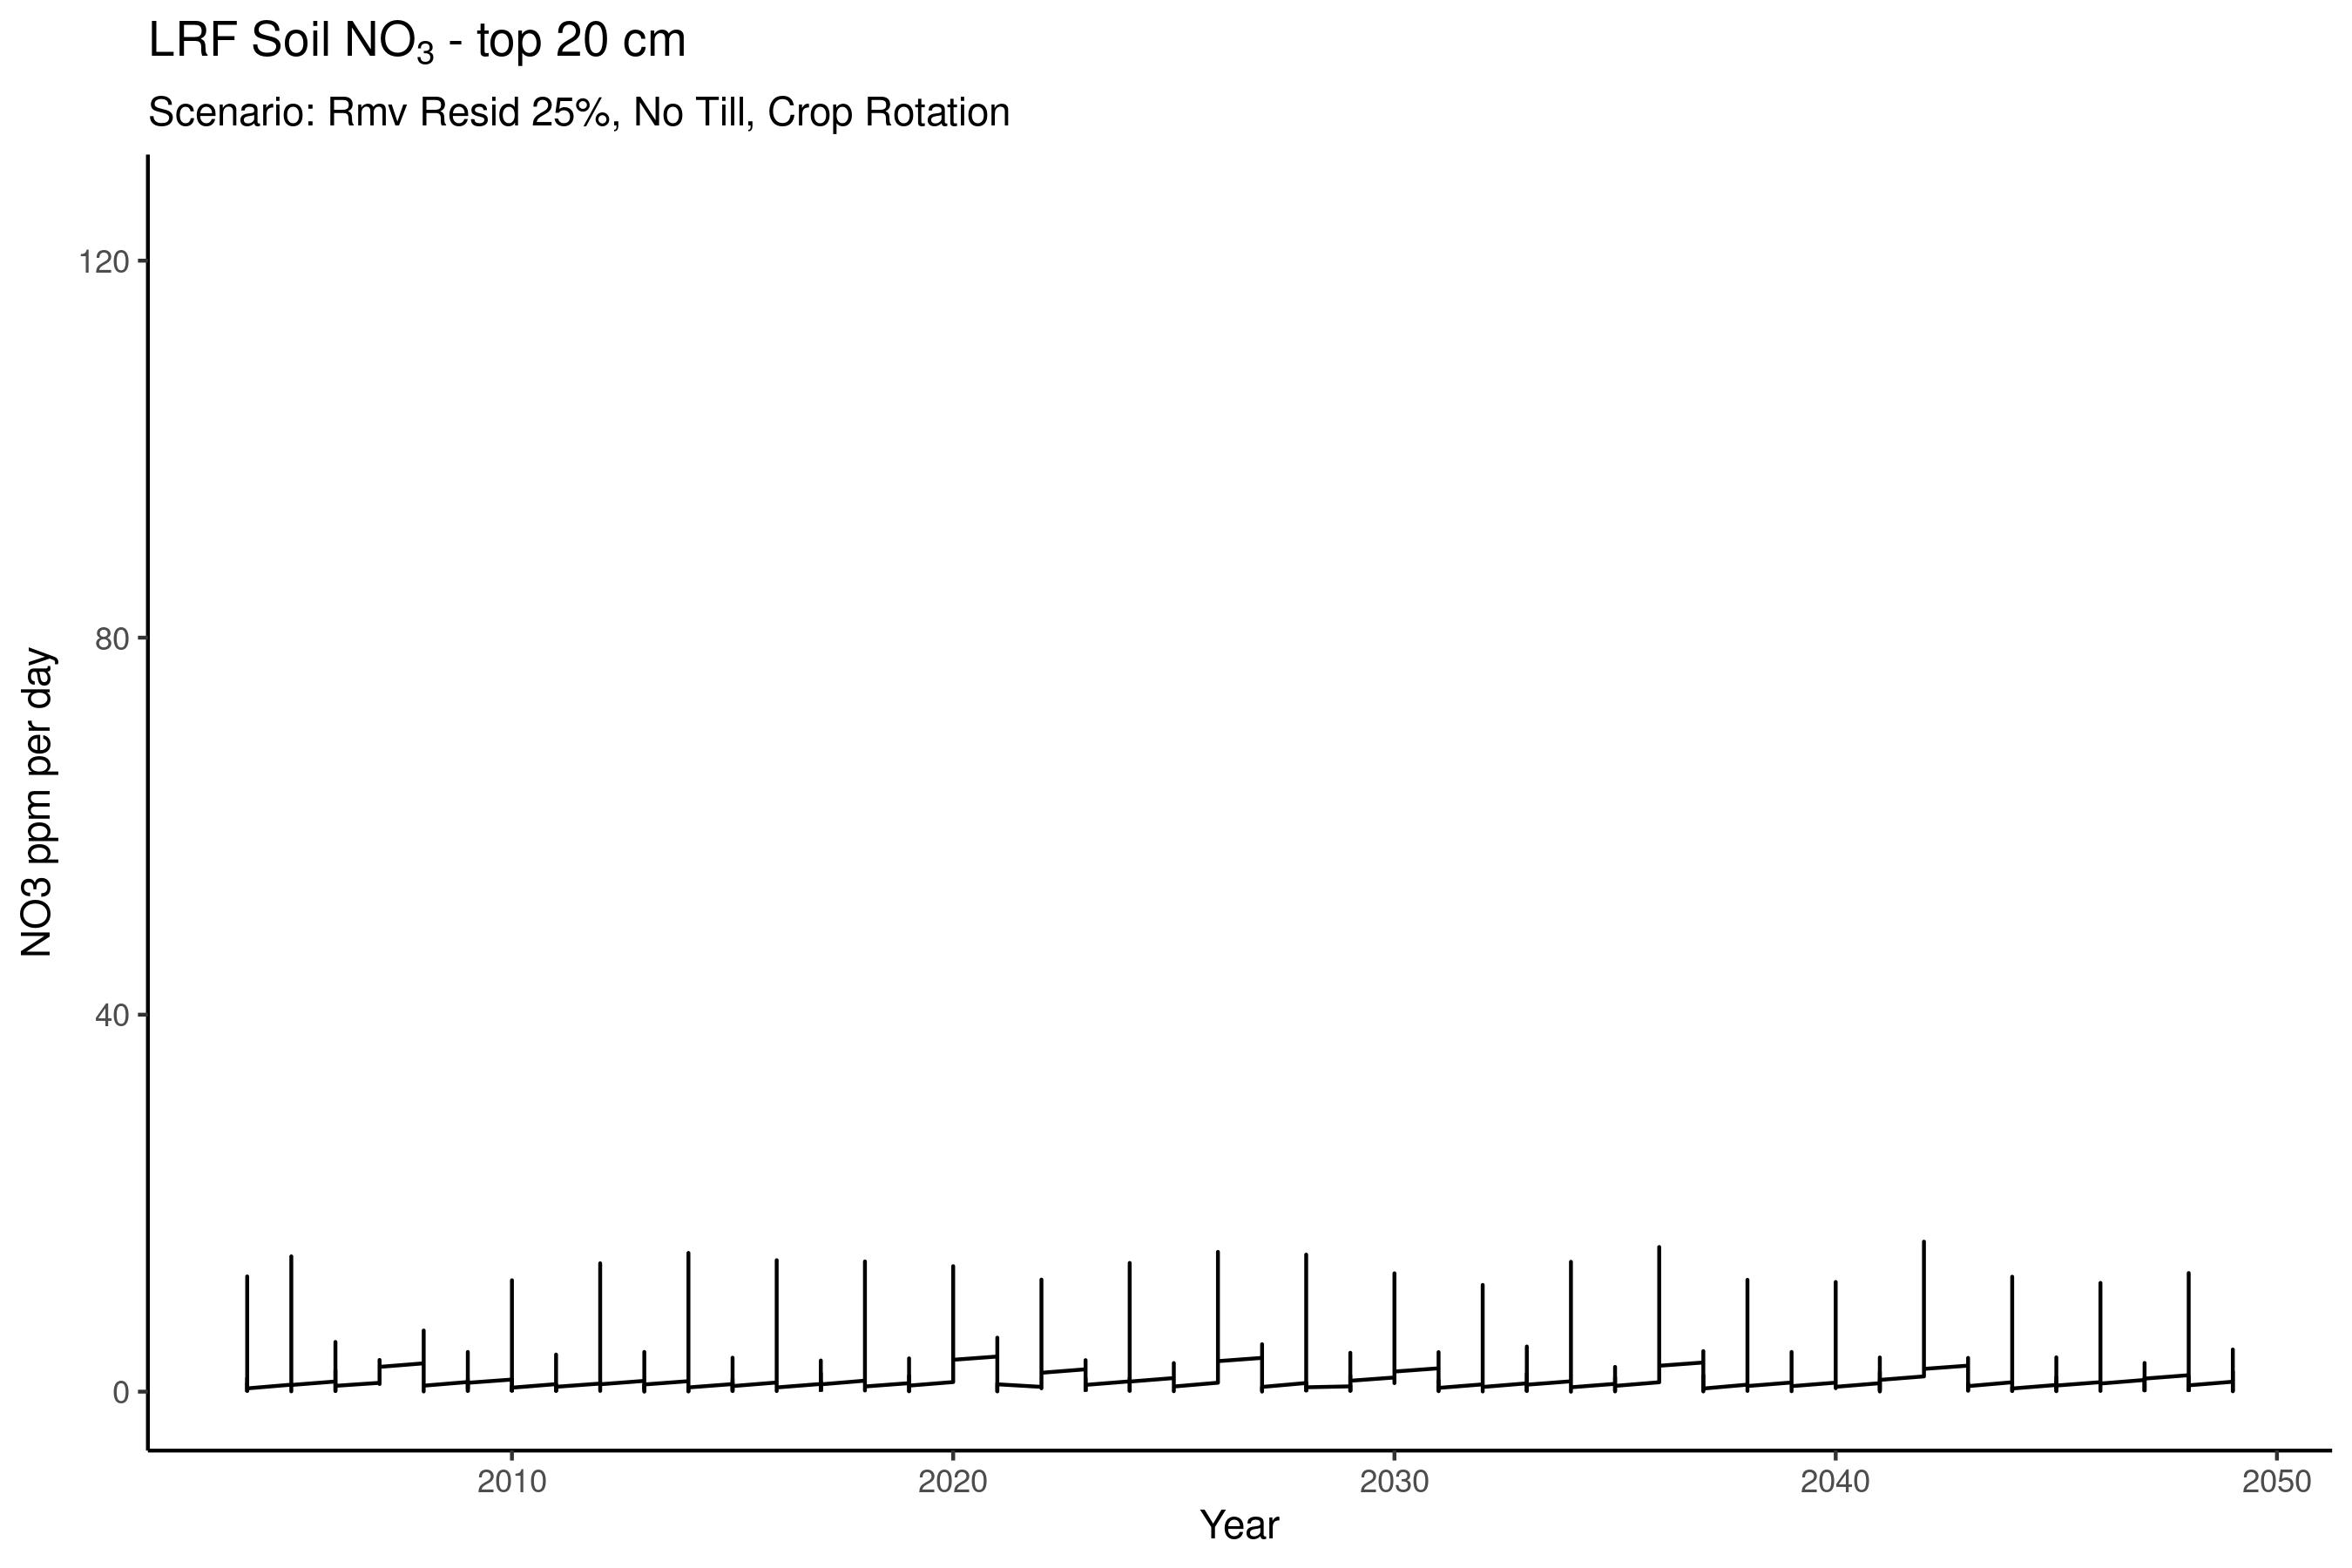 LRF Soil NO₃ - top 20 cm
Scenario: Rmv Resid 25%, No Till, Crop Rotation
NO3 ppm per day
120
80
40
0
2010 2020 2030 2040 2050
Year